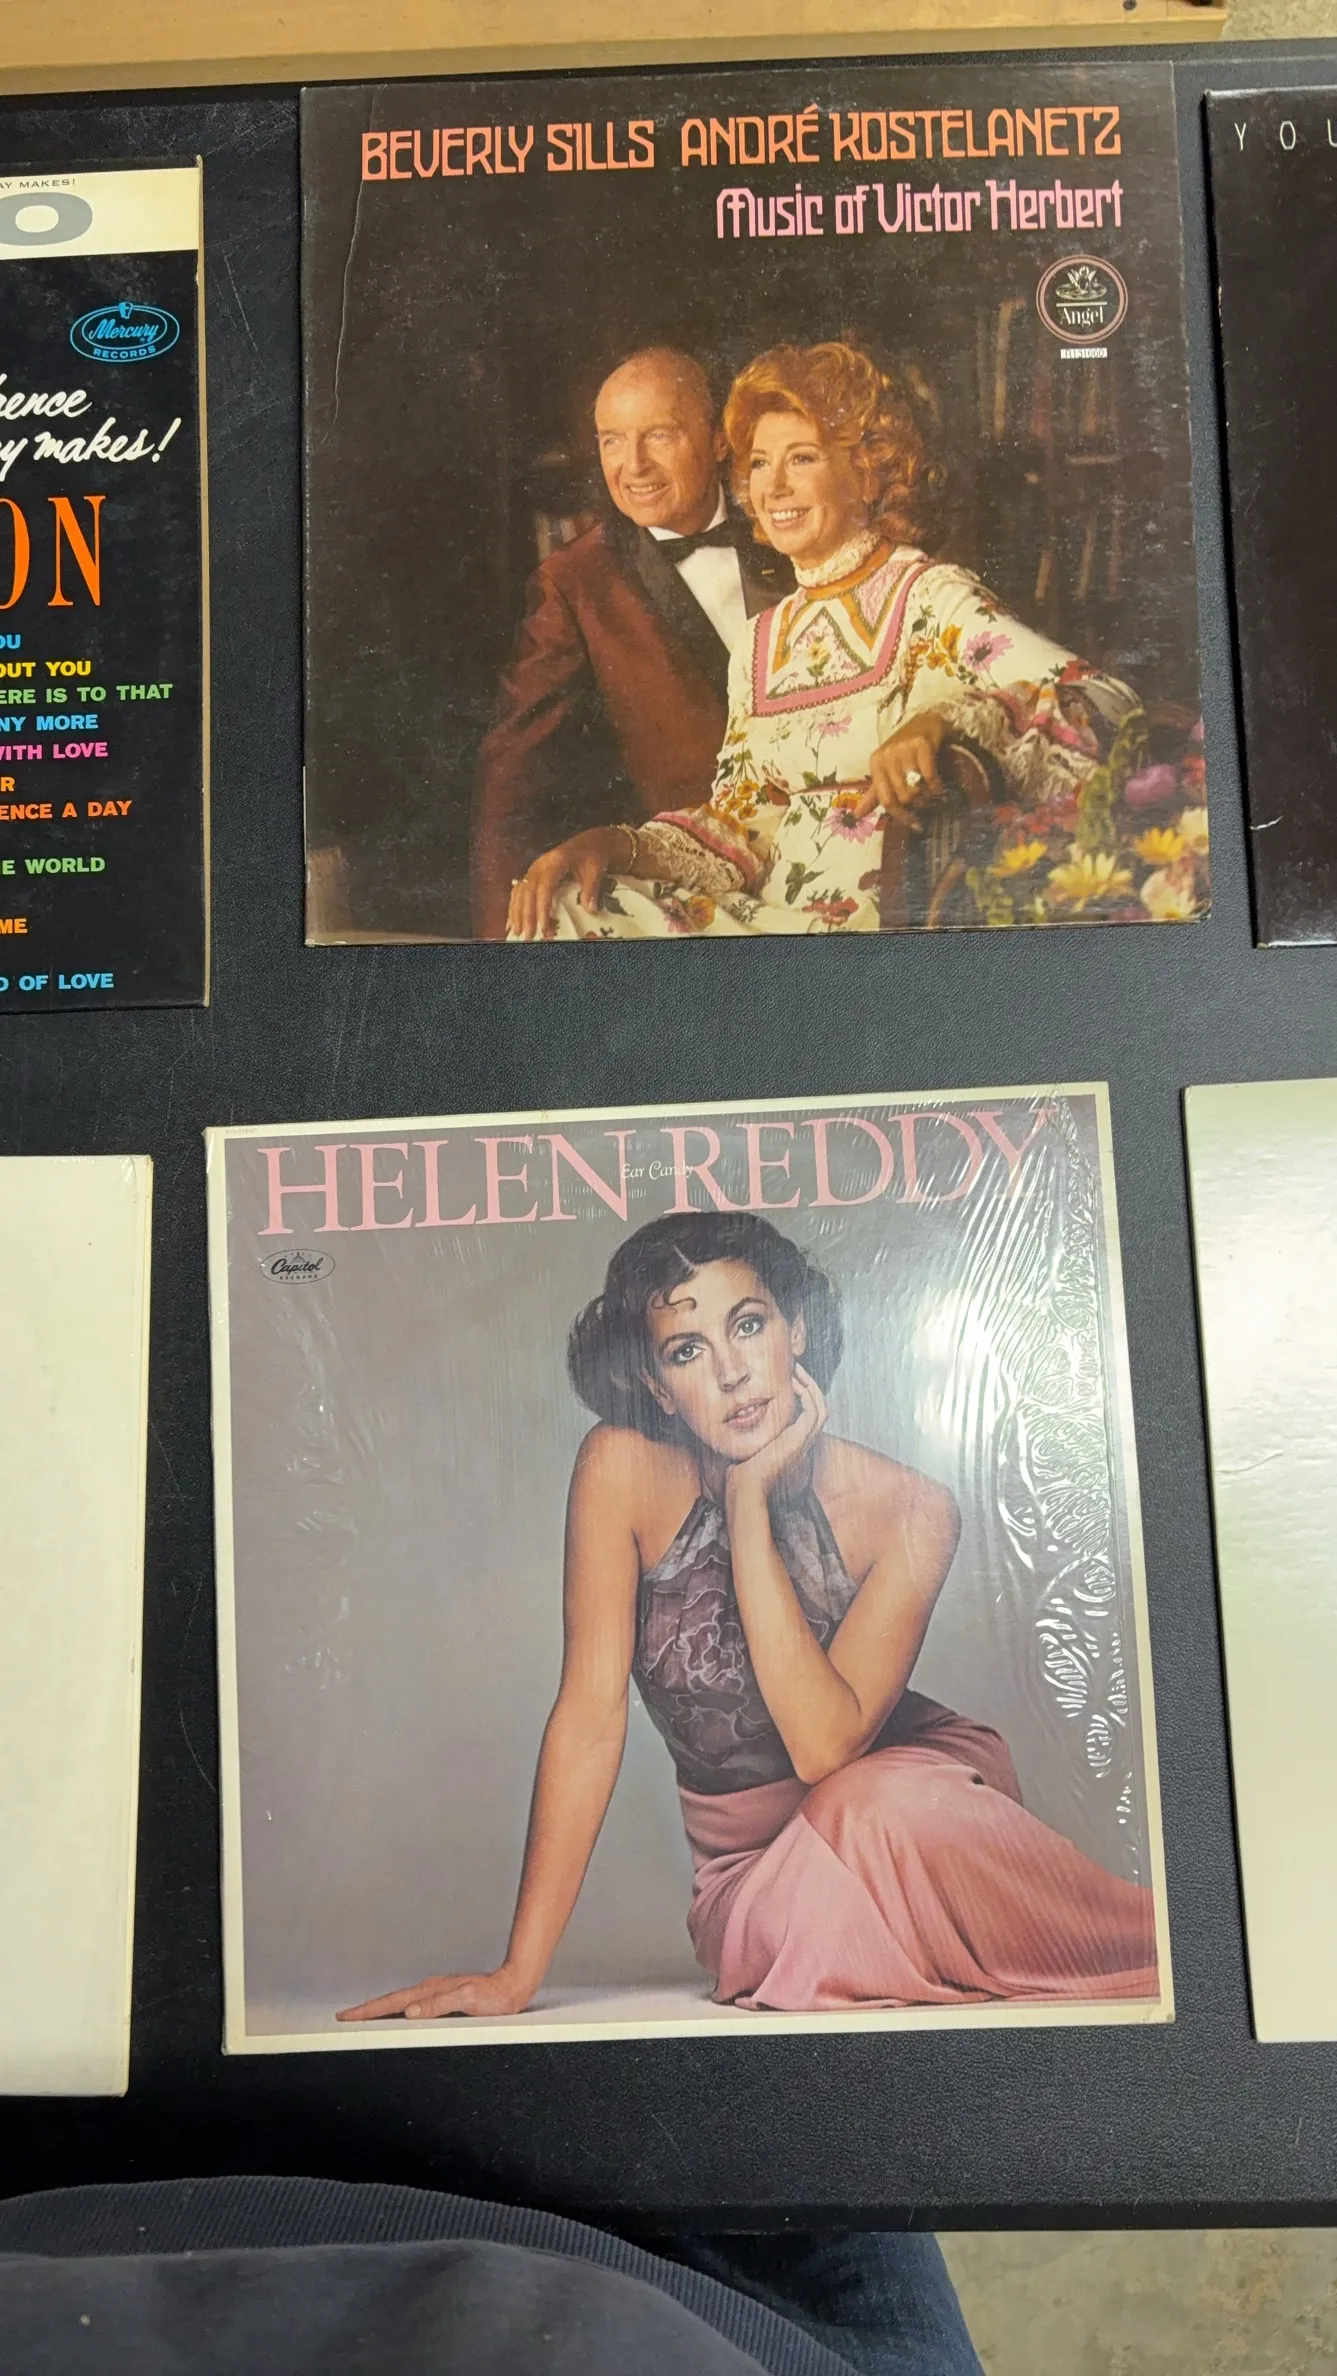 AY MAKES!
O
Mercury
RECORDS
makes!
ON
OU
OUT YOU
ERE IS TO THAT
NY MORE
WITH LOVE
R
ENCE A DAY
E WORLD
ME
D OF LOVE
BEVERLY SILLS ANDRÉ KOSTELANETZ
Music of Victor Herbert
Angel
R131660
YOU
HELEN REDDY
Ear Candy
Capitol
RECORDS